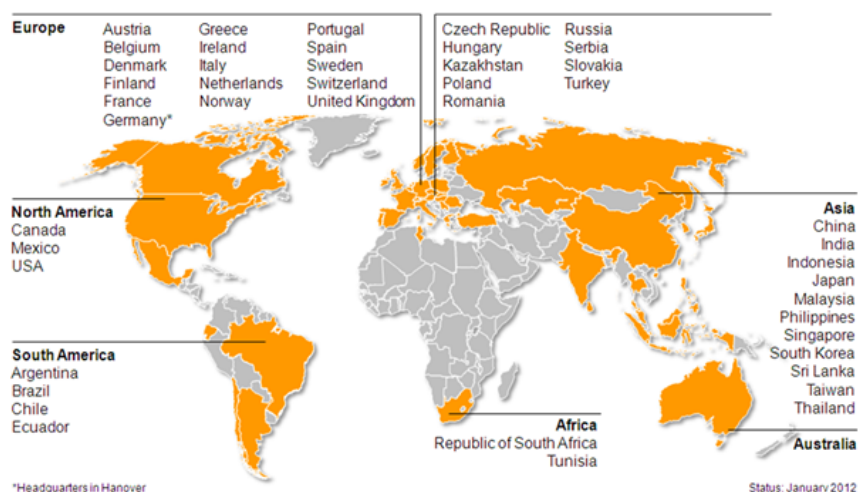 Europe
Austria
Belgium
Denmark
Finland
France
Germany*
Greece
Ireland
Italy
Netherlands
Norway
Portugal
Spain
Sweden
Switzerland
United Kingdom
Czech Republic
Hungary
Kazakhstan
Poland
Romania
Russia
Serbia
Slovakia
Turkey
North America
Canada
Mexico
USA
South America
Argentina
Brazil
Chile
Ecuador
Africa
Republic of South Africa
Tunisia
Asia
China
India
Indonesia
Japan
Malaysia
Philippines
Singapore
South Korea
Sri Lanka
Taiwan
Thailand
Australia
*Headquarters in Hanover
Status: January 2012